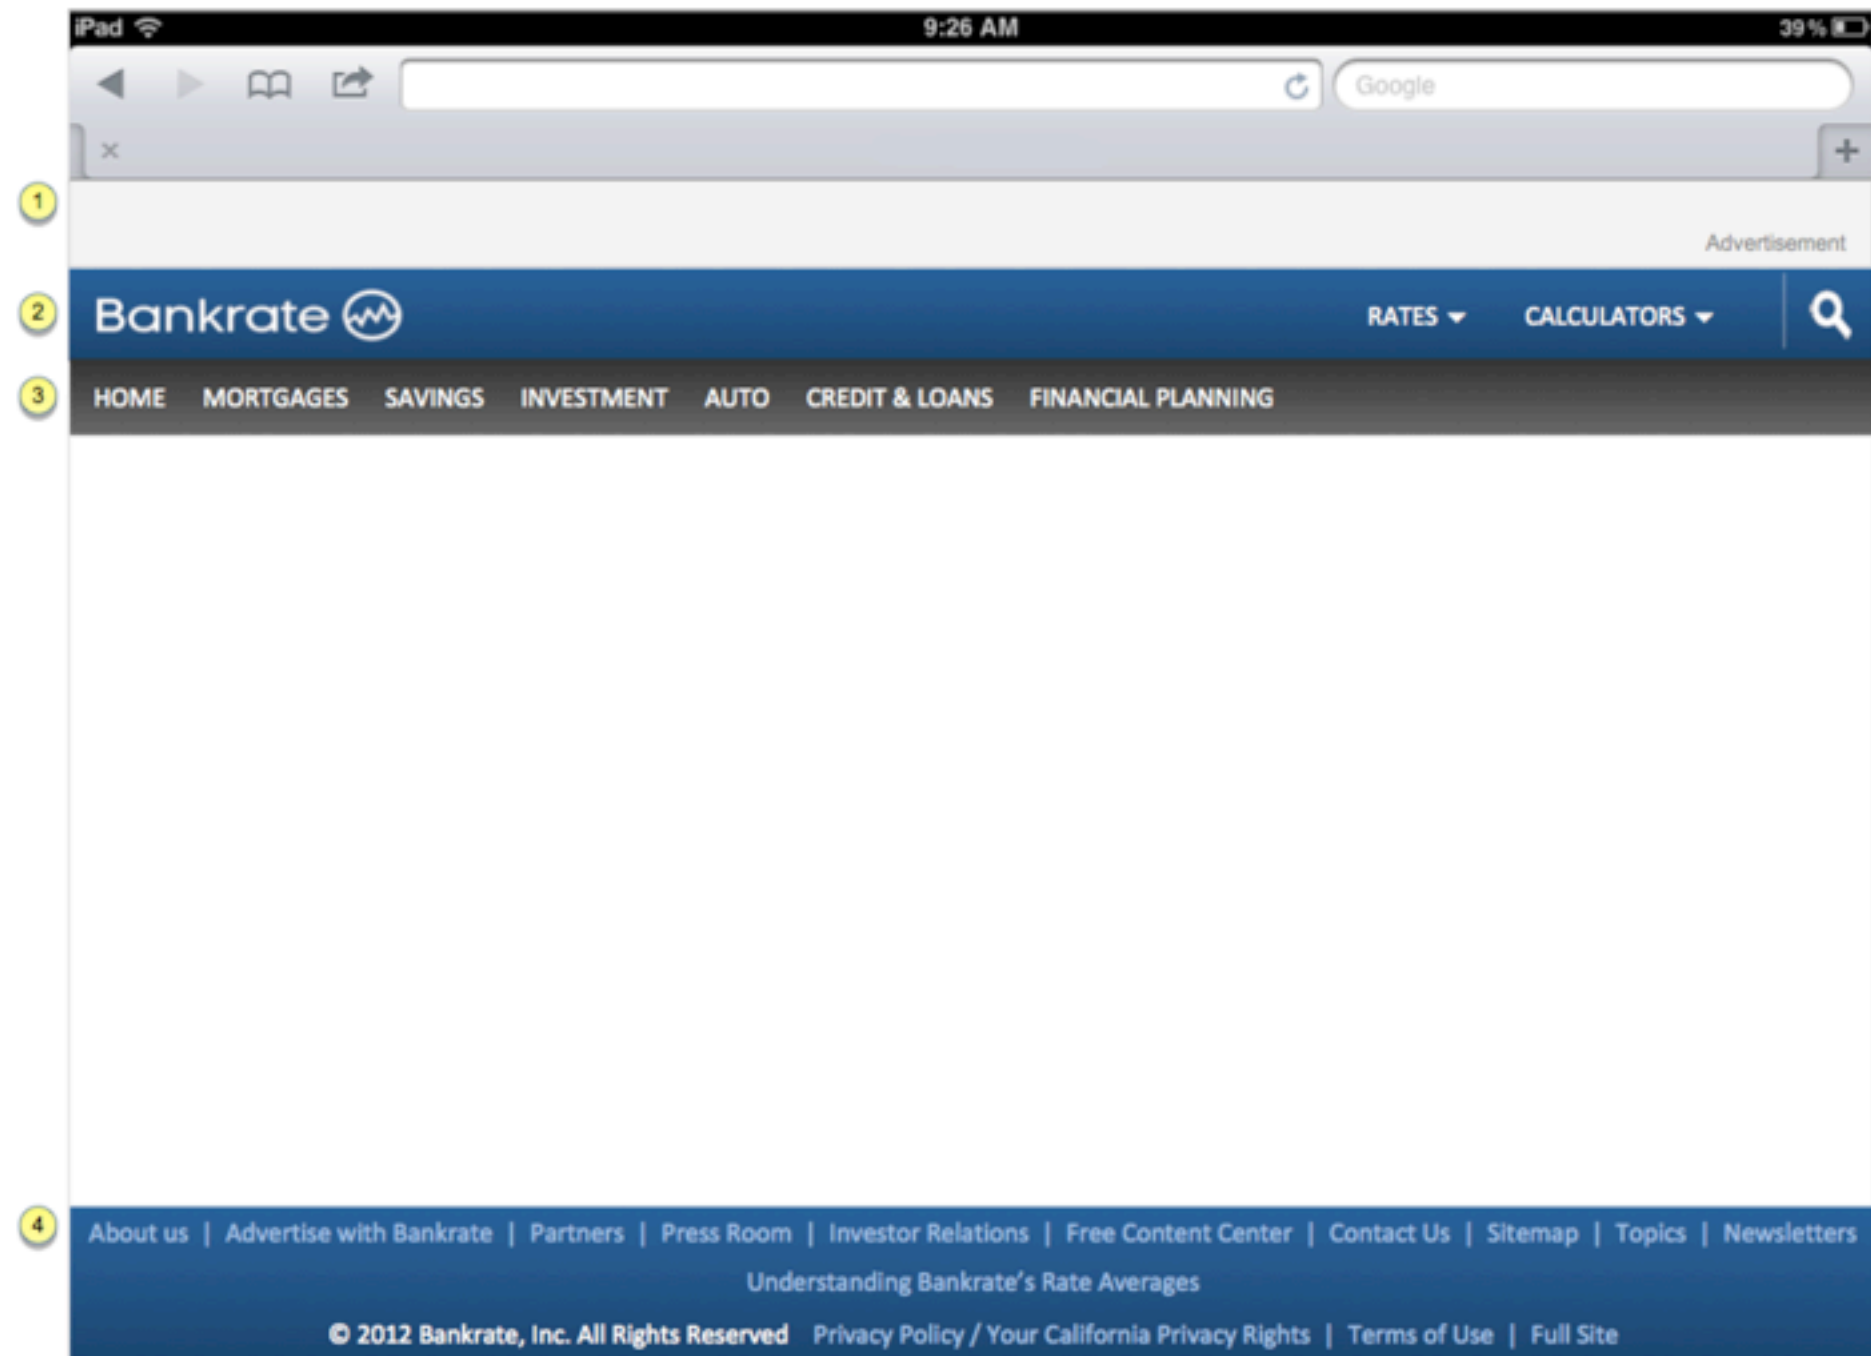 iPad 9:26 AM 39%
Google
1
Advertisement
2 Bankrate RATES CALCULATORS
3 HOME MORTGAGES SAVINGS INVESTMENT AUTO CREDIT & LOANS FINANCIAL PLANNING
4 About us | Advertise with Bankrate | Partners | Press Room | Investor Relations | Free Content Center | Contact Us | Sitemap | Topics | Newsletters
Understanding Bankrate's Rate Averages
© 2012 Bankrate, Inc. All Rights Reserved Privacy Policy / Your California Privacy Rights | Terms of Use | Full Site